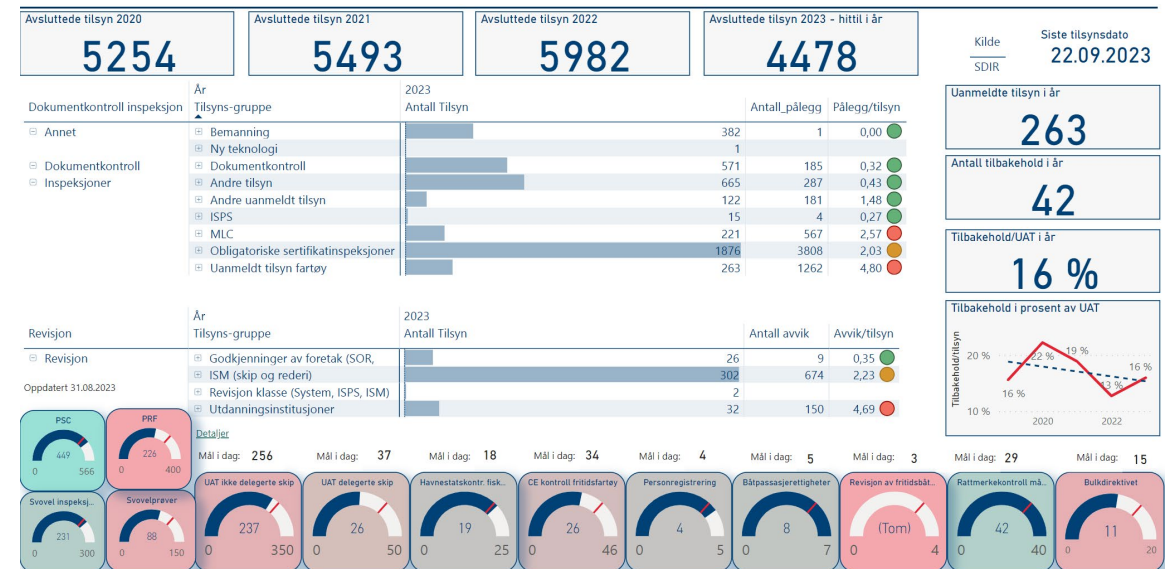 Avsluttede tilsyn 2020
5254
Avsluttede tilsyn 2021
5493
Avsluttede tilsyn 2022
5982
Avsluttede tilsyn 2023 - hittil i år
4478
Kilde
SDIR
Siste tilsynsdato
22.09.2023
År 2023
Dokumentkontroll inspeksjon Tilsyns-gruppe Antall Tilsyn Antall_pålegg Pålegg/tilsyn
Annet Bemanning 382 1 0,00
Ny teknologi 1
Dokumentkontroll Dokumentkontroll 571 185 0,32
Inspeksjoner Andre tilsyn 665 287 0,43
Andre uanmeldt tilsyn 122 181 1,48
ISPS 15 4 0,27
MLC 221 567 2,57
Obligatoriske sertifikatinspeksjoner 1876 3808 2,03
Uanmeldt tilsyn fartøy 263 1262 4,80
Uanmeldte tilsyn i år
263
Antall tilbakehold i år
42
Tilbakehold/UAT i år
16 %
Tilbakehold i prosent av UAT
Tilbakehold/tilsyn
20 %
10 %
16 %
22 %
19 %
13 %
16 %
2020 2022
År 2023
Revisjon Tilsyns-gruppe Antall Tilsyn Antall avvik Avvik/tilsyn
Revisjon Godkjenninger av foretak (SOR, 26 9 0,35
ISM (skip og rederi) 302 674 2,23
Revisjon klasse (System, ISPS, ISM) 2
Utdanningsinstitusjoner 32 150 4,69
Oppdatert 31.08.2023
Detaljer
PSC
449
0 566
PRF
226
0 400
Svovel inspeksj...
231
0 300
Svovelprøver
88
0 150
Mål i dag: 256
UAT ikke delegerte skip
237
0 350
Mål i dag: 37
UAT delegerte skip
26
0 50
Mål i dag: 18
Havnestatskontr. fisk...
19
0 25
Mål i dag: 34
CE kontroll fritidsfartøy
26
0 46
Mål i dag: 4
Personregistrering
4
0 5
Mål i dag: 5
Båtpassasjerettigheter
8
0 7
Mål i dag: 3
Revisjon av fritidsbåt...
(Tom)
0 4
Mål i dag: 29
Rattmerkekontroll må...
42
0 40
Mål i dag: 15
Bulkdirektivet
11
0 20